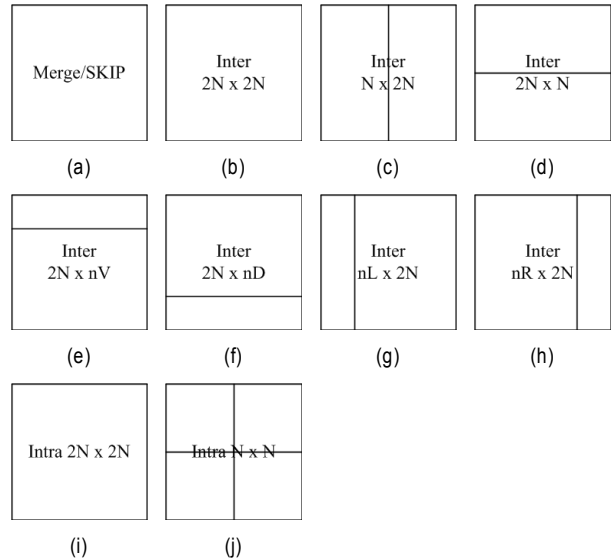 Merge/SKIP
Inter
2N x 2N
Inter
N x 2N
Inter
2N x N
(a)
(b)
(c)
(d)
Inter
2N x nV
Inter
2N x nD
Inter
nL x 2N
Inter
nR x 2N
(e)
(f)
(g)
(h)
Intra 2N x 2N
Intra N x N
(i)
(j)